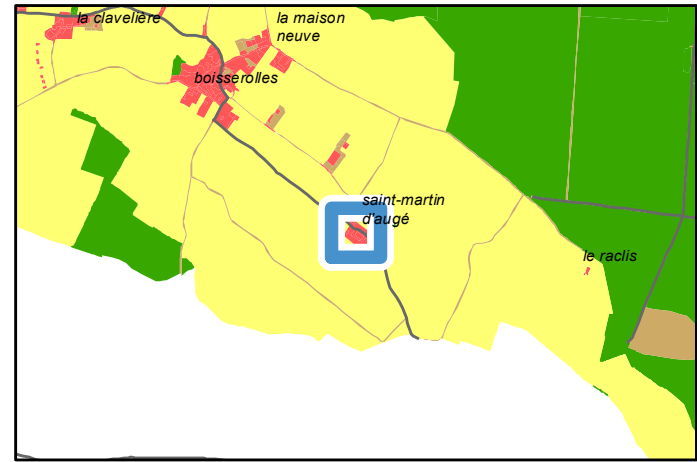 la clavelière
la maison
neuve
boisserolles
saint-martin
d'augé
le raclis